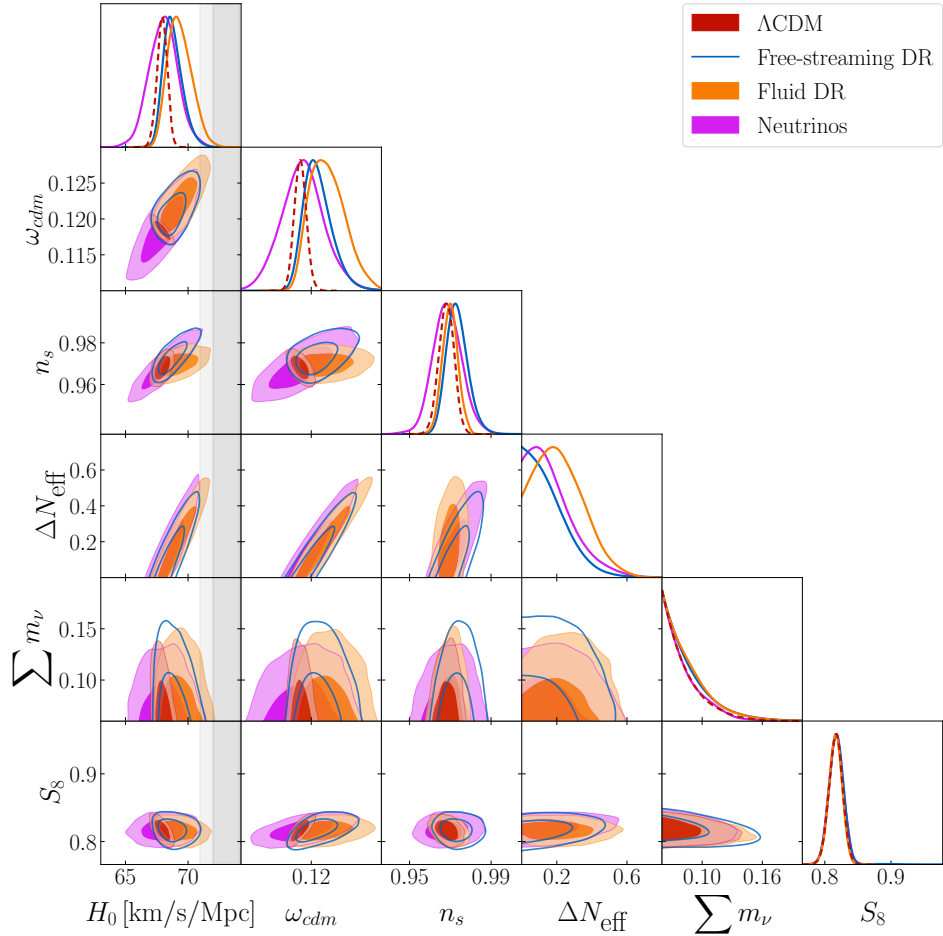 ΛCDM
Free-streaming DR
Fluid DR
Neutrinos
ω_cdm
0.125
0.120
0.115
n_s
0.98
0.96
ΔN_eff
0.6
0.4
0.2
∑ m_ν
0.15
0.10
S_8
0.9
0.8
65 70 0.12 0.95 0.99 0.2 0.6 0.10 0.16 0.8 0.9
H_0 [km/s/Mpc] ω_cdm n_s ΔN_eff ∑ m_ν S_8